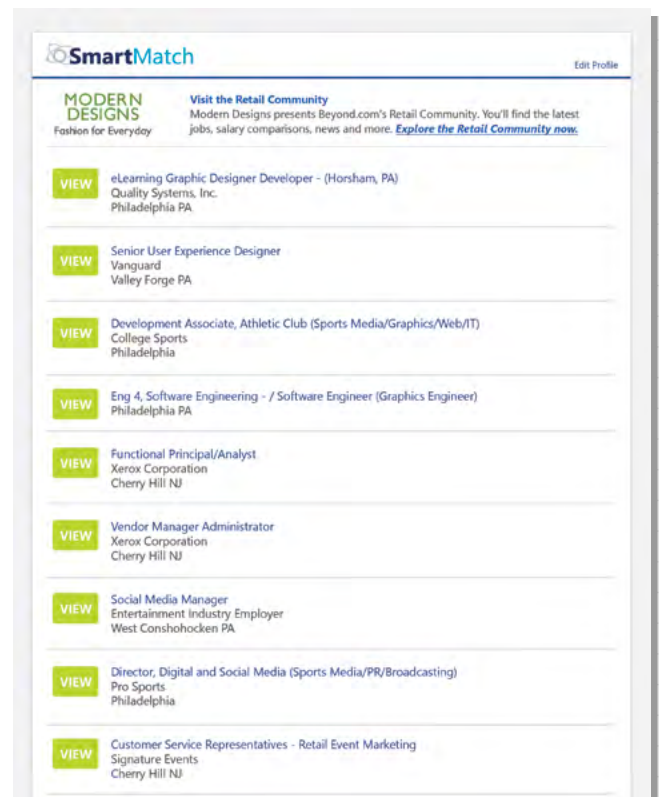 SmartMatch
Edit Profile
MODERN
DESIGNS
Fashion for Everyday
Visit the Retail Community
Modern Designs presents Beyond.com's Retail Community. You'll find the latest
jobs, salary comparisons, news and more. Explore the Retail Community now.
VIEW
eLearning Graphic Designer Developer - (Horsham, PA)
Quality Systems, Inc.
Philadelphia PA
VIEW
Senior User Experience Designer
Vanguard
Valley Forge PA
VIEW
Development Associate, Athletic Club (Sports Media/Graphics/Web/IT)
College Sports
Philadelphia
VIEW
Eng 4, Software Engineering - / Software Engineer (Graphics Engineer)
Philadelphia PA
VIEW
Functional Principal/Analyst
Xerox Corporation
Cherry Hill NJ
VIEW
Vendor Manager Administrator
Xerox Corporation
Cherry Hill NJ
VIEW
Social Media Manager
Entertainment Industry Employer
West Conshohocken PA
VIEW
Director, Digital and Social Media (Sports Media/PR/Broadcasting)
Pro Sports
Philadelphia
VIEW
Customer Service Representatives - Retail Event Marketing
Signature Events
Cherry Hill NJ